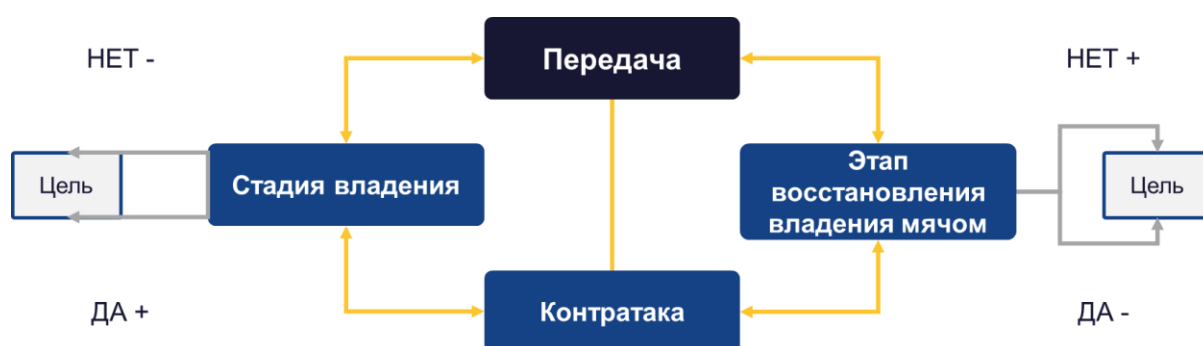 НЕТ -
Передача
НЕТ +
Цель
Стадия владения
Этап
восстановления
владения мячом
Цель
ДА +
Контратака
ДА -